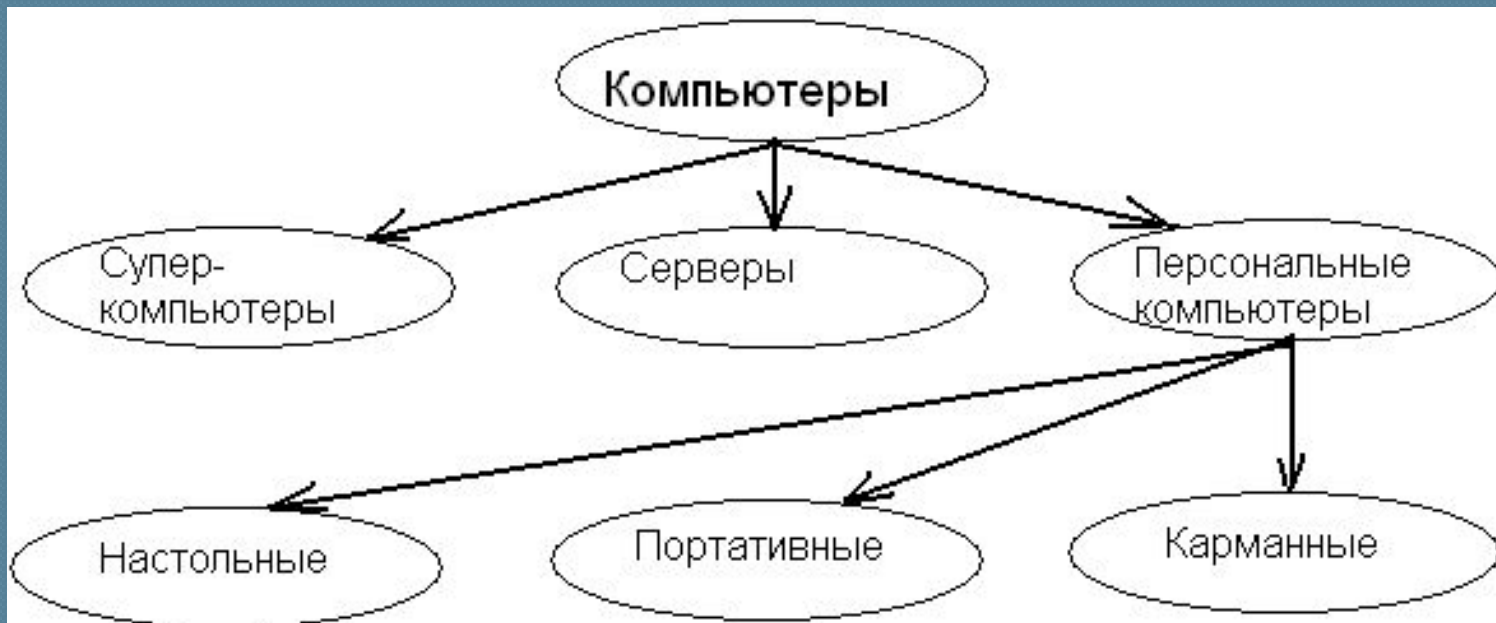 Компьютеры
Супер-
компьютеры
Серверы
Персональные
компьютеры
Настольные
Портативные
Карманные